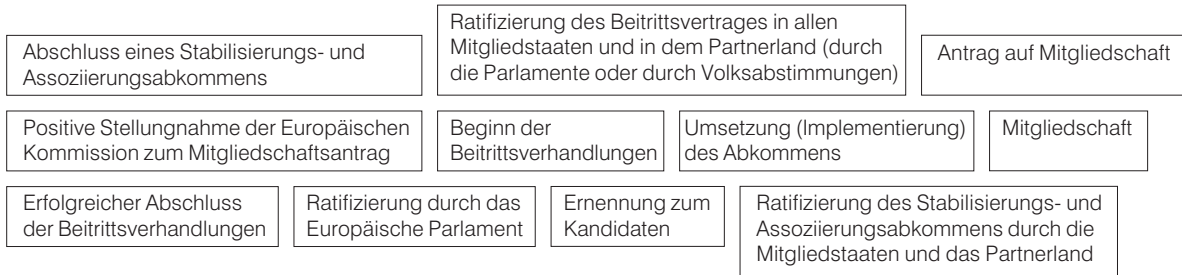 Abschluss eines Stabilisierungs- und
Assoziierungsabkommens
Ratifizierung des Beitrittsvertrages in allen
Mitgliedstaaten und in dem Partnerland (durch
die Parlamente oder durch Volksabstimmungen)
Antrag auf Mitgliedschaft
Positive Stellungnahme der Europäischen
Kommission zum Mitgliedschaftsantrag
Beginn der
Beitrittsverhandlungen
Umsetzung (Implementierung)
des Abkommens
Mitgliedschaft
Erfolgreicher Abschluss
der Beitrittsverhandlungen
Ratifizierung durch das
Europäische Parlament
Ernennung zum
Kandidaten
Ratifizierung des Stabilisierungs- und
Assoziierungsabkommens durch die
Mitgliedstaaten und das Partnerland